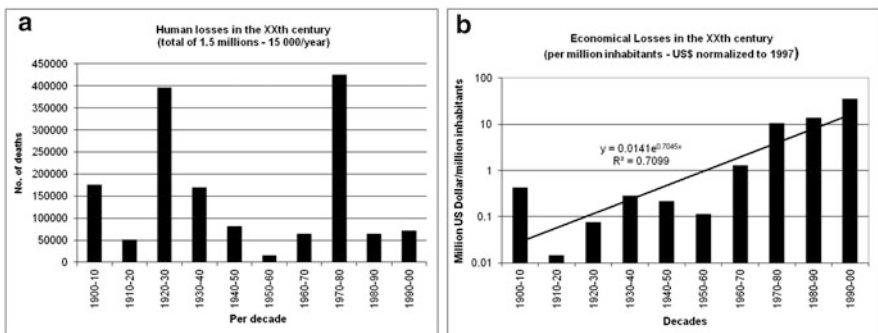 a
Human losses in the XXth century
(total of 1.5 millions - 15 000/year)
No. of deaths
450000
400000
350000
300000
250000
200000
150000
100000
50000
0
1900-10
1910-20
1920-30
1930-40
1940-50
1950-60
1960-70
1970-80
1980-90
1990-00
Per decade
b
Economical Losses in the XXth century
(per million inhabitants - US$ normalized to 1997)
Million US Dollar/million inhabitants
100
10
1
0.1
0.01
y = 0.0141e^0.7045x
R² = 0.7099
1900-10
1910-20
1920-30
1930-40
1940-50
1950-60
1960-70
1970-80
1980-90
1990-00
Decades